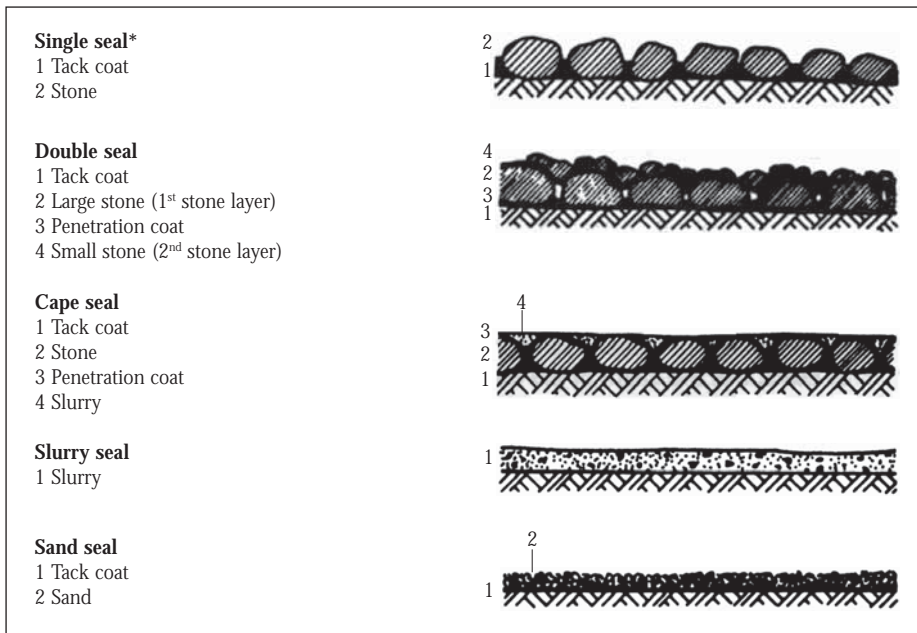 Single seal*
1 Tack coat
2 Stone
2
1
Double seal
1 Tack coat
2 Large stone (1st stone layer)
3 Penetration coat
4 Small stone (2nd stone layer)
4
2
3
1
Cape seal
1 Tack coat
2 Stone
3 Penetration coat
4 Slurry
4
3
2
1
Slurry seal
1 Slurry
1
Sand seal
1 Tack coat
2 Sand
2
1